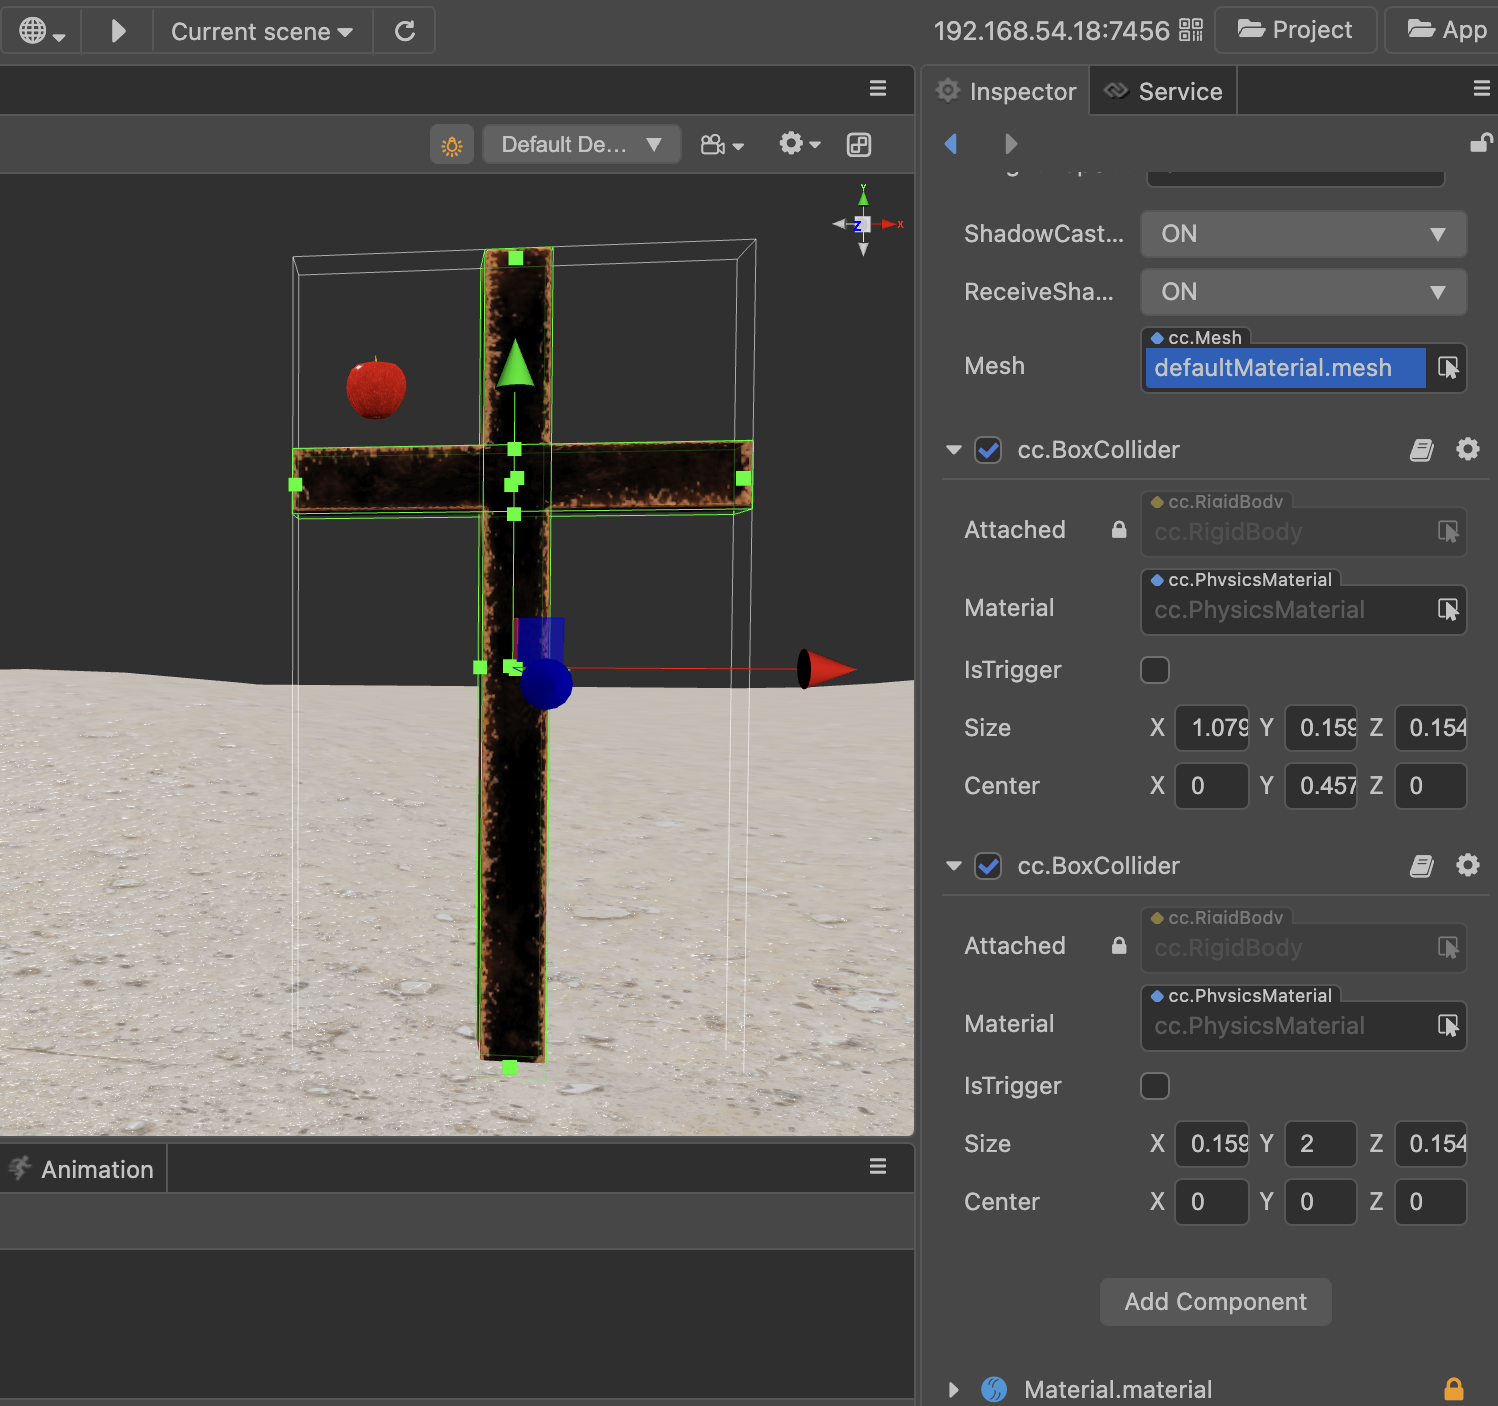 Current scene
192.168.54.18:7456
Project
App
Inspector
Service
Default De...
Y
X
Z
ShadowCast...
ON
ReceiveSha...
ON
Mesh
cc.Mesh
defaultMaterial.mesh
cc.BoxCollider
Attached
cc.RigidBody
cc.RigidBody
Material
cc.PhysicsMaterial
cc.PhysicsMaterial
IsTrigger
Size X 1.079 Y 0.159 Z 0.154
Center X 0 Y 0.457 Z 0
cc.BoxCollider
Attached
cc.RigidBody
cc.RigidBody
Material
cc.PhysicsMaterial
cc.PhysicsMaterial
IsTrigger
Size X 0.159 Y 2 Z 0.154
Center X 0 Y 0 Z 0
Animation
Add Component
Material.material